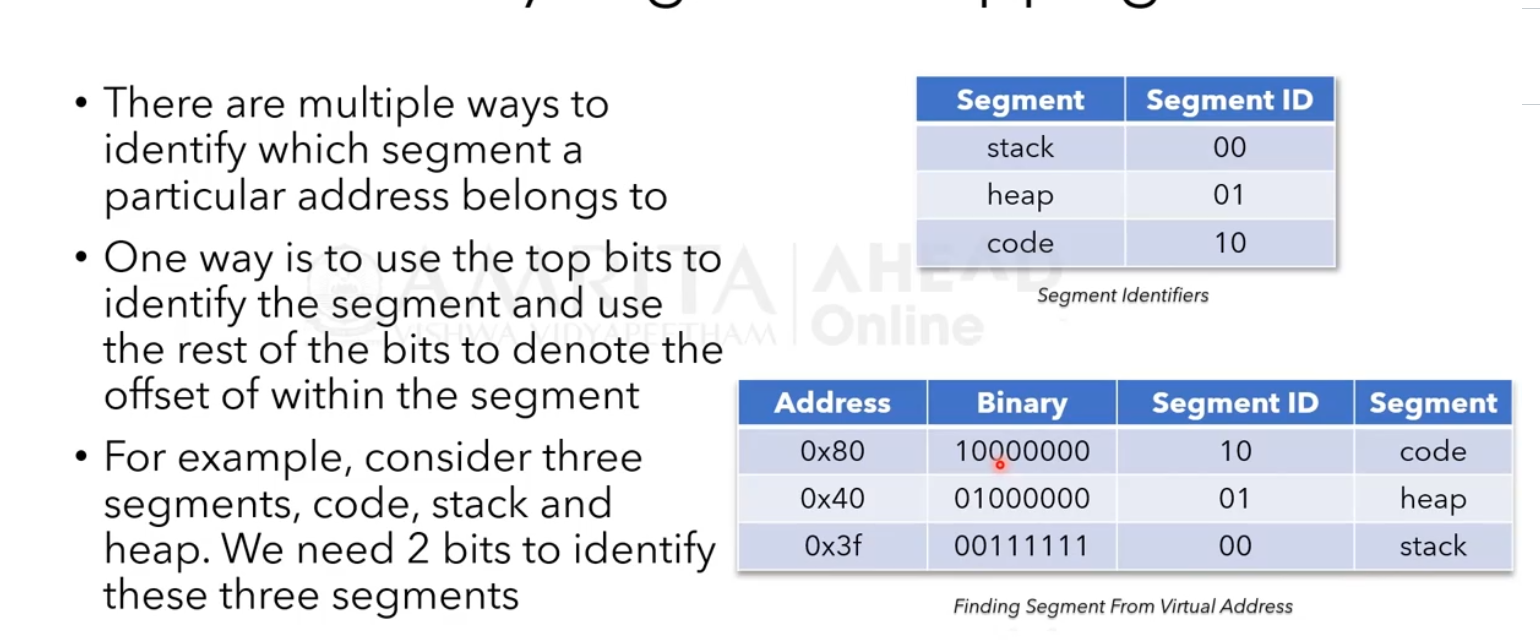 • There are multiple ways to
identify which segment a
particular address belongs to
• One way is to use the top bits to
identify the segment and use
the rest of the bits to denote the
offset of within the segment
• For example, consider three
segments, code, stack and
heap. We need 2 bits to identify
these three segments
Segment Segment ID
stack 00
heap 01
code 10
Segment Identifiers
AMRITA AHEAD
VISHWA VIDYAPEETHAM Online
Address Binary Segment ID Segment
0x80 10000000 10 code
0x40 01000000 01 heap
0x3f 00111111 00 stack
Finding Segment From Virtual Address